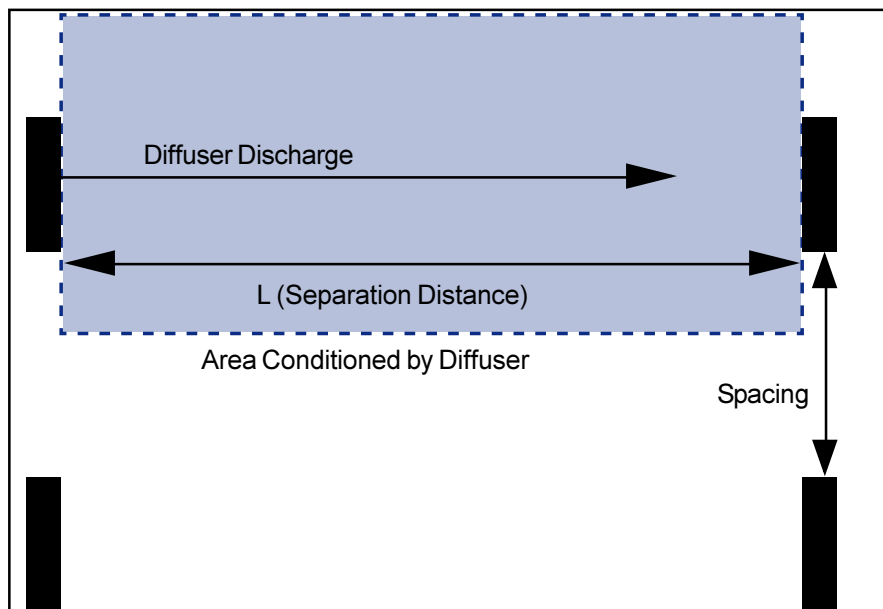 Diffuser Discharge
L (Separation Distance)
Area Conditioned by Diffuser
Spacing